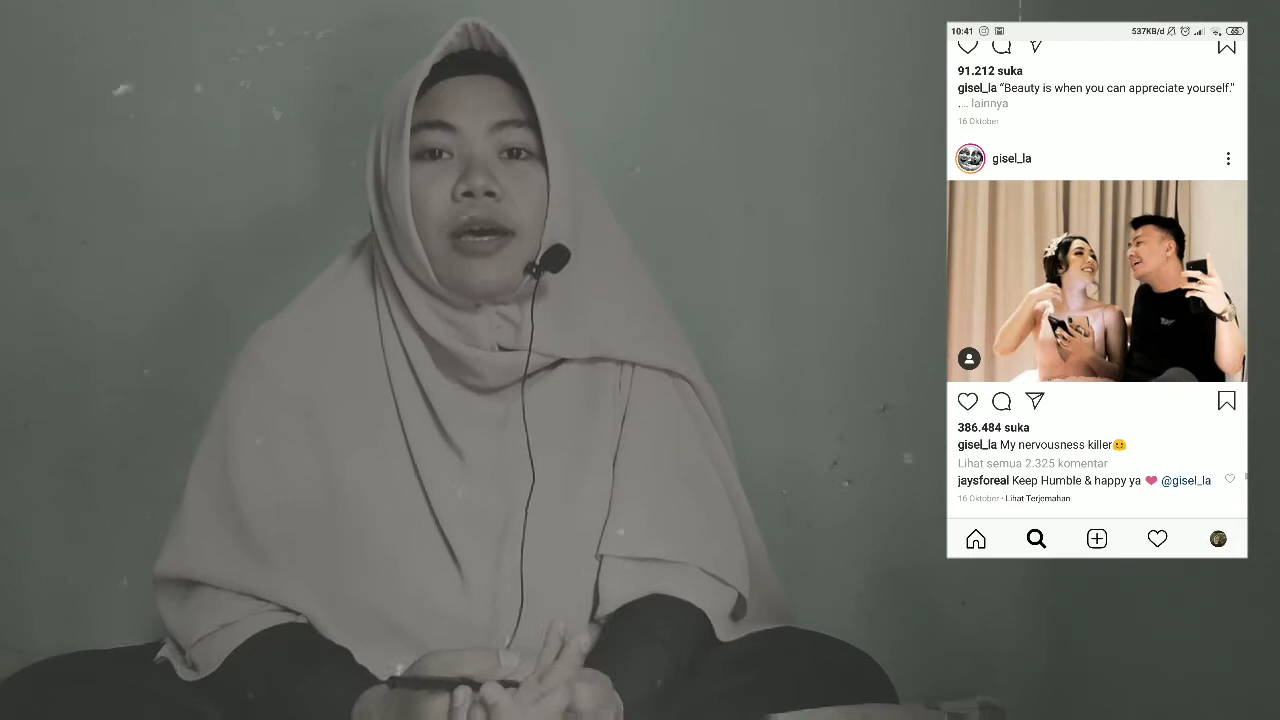 10:41
537KB/d
91.212 suka
gisel_la “Beauty is when you can appreciate yourself.”
.... lainnya
16 Oktober
gisel_la
386.484 suka
gisel_la My nervousness killer😊
Lihat semua 2.325 komentar
jaysforeal Keep Humble & happy ya ❤️ @gisel_la
16 Oktober • Lihat Terjemahan